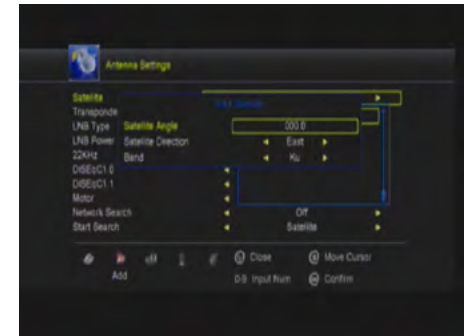 Antenna Settings
Satellite
Transponde
LNB Type
Satellite Angle 000.0
LNB Power
Satellite Direction East
22KHz
Band Ku
DiSEqC1.0
DiSEqC1.1
Motor
Network Search Off
Start Search Satellite
Add
Close
Move Cursor
0-9 Input Num
Confirm